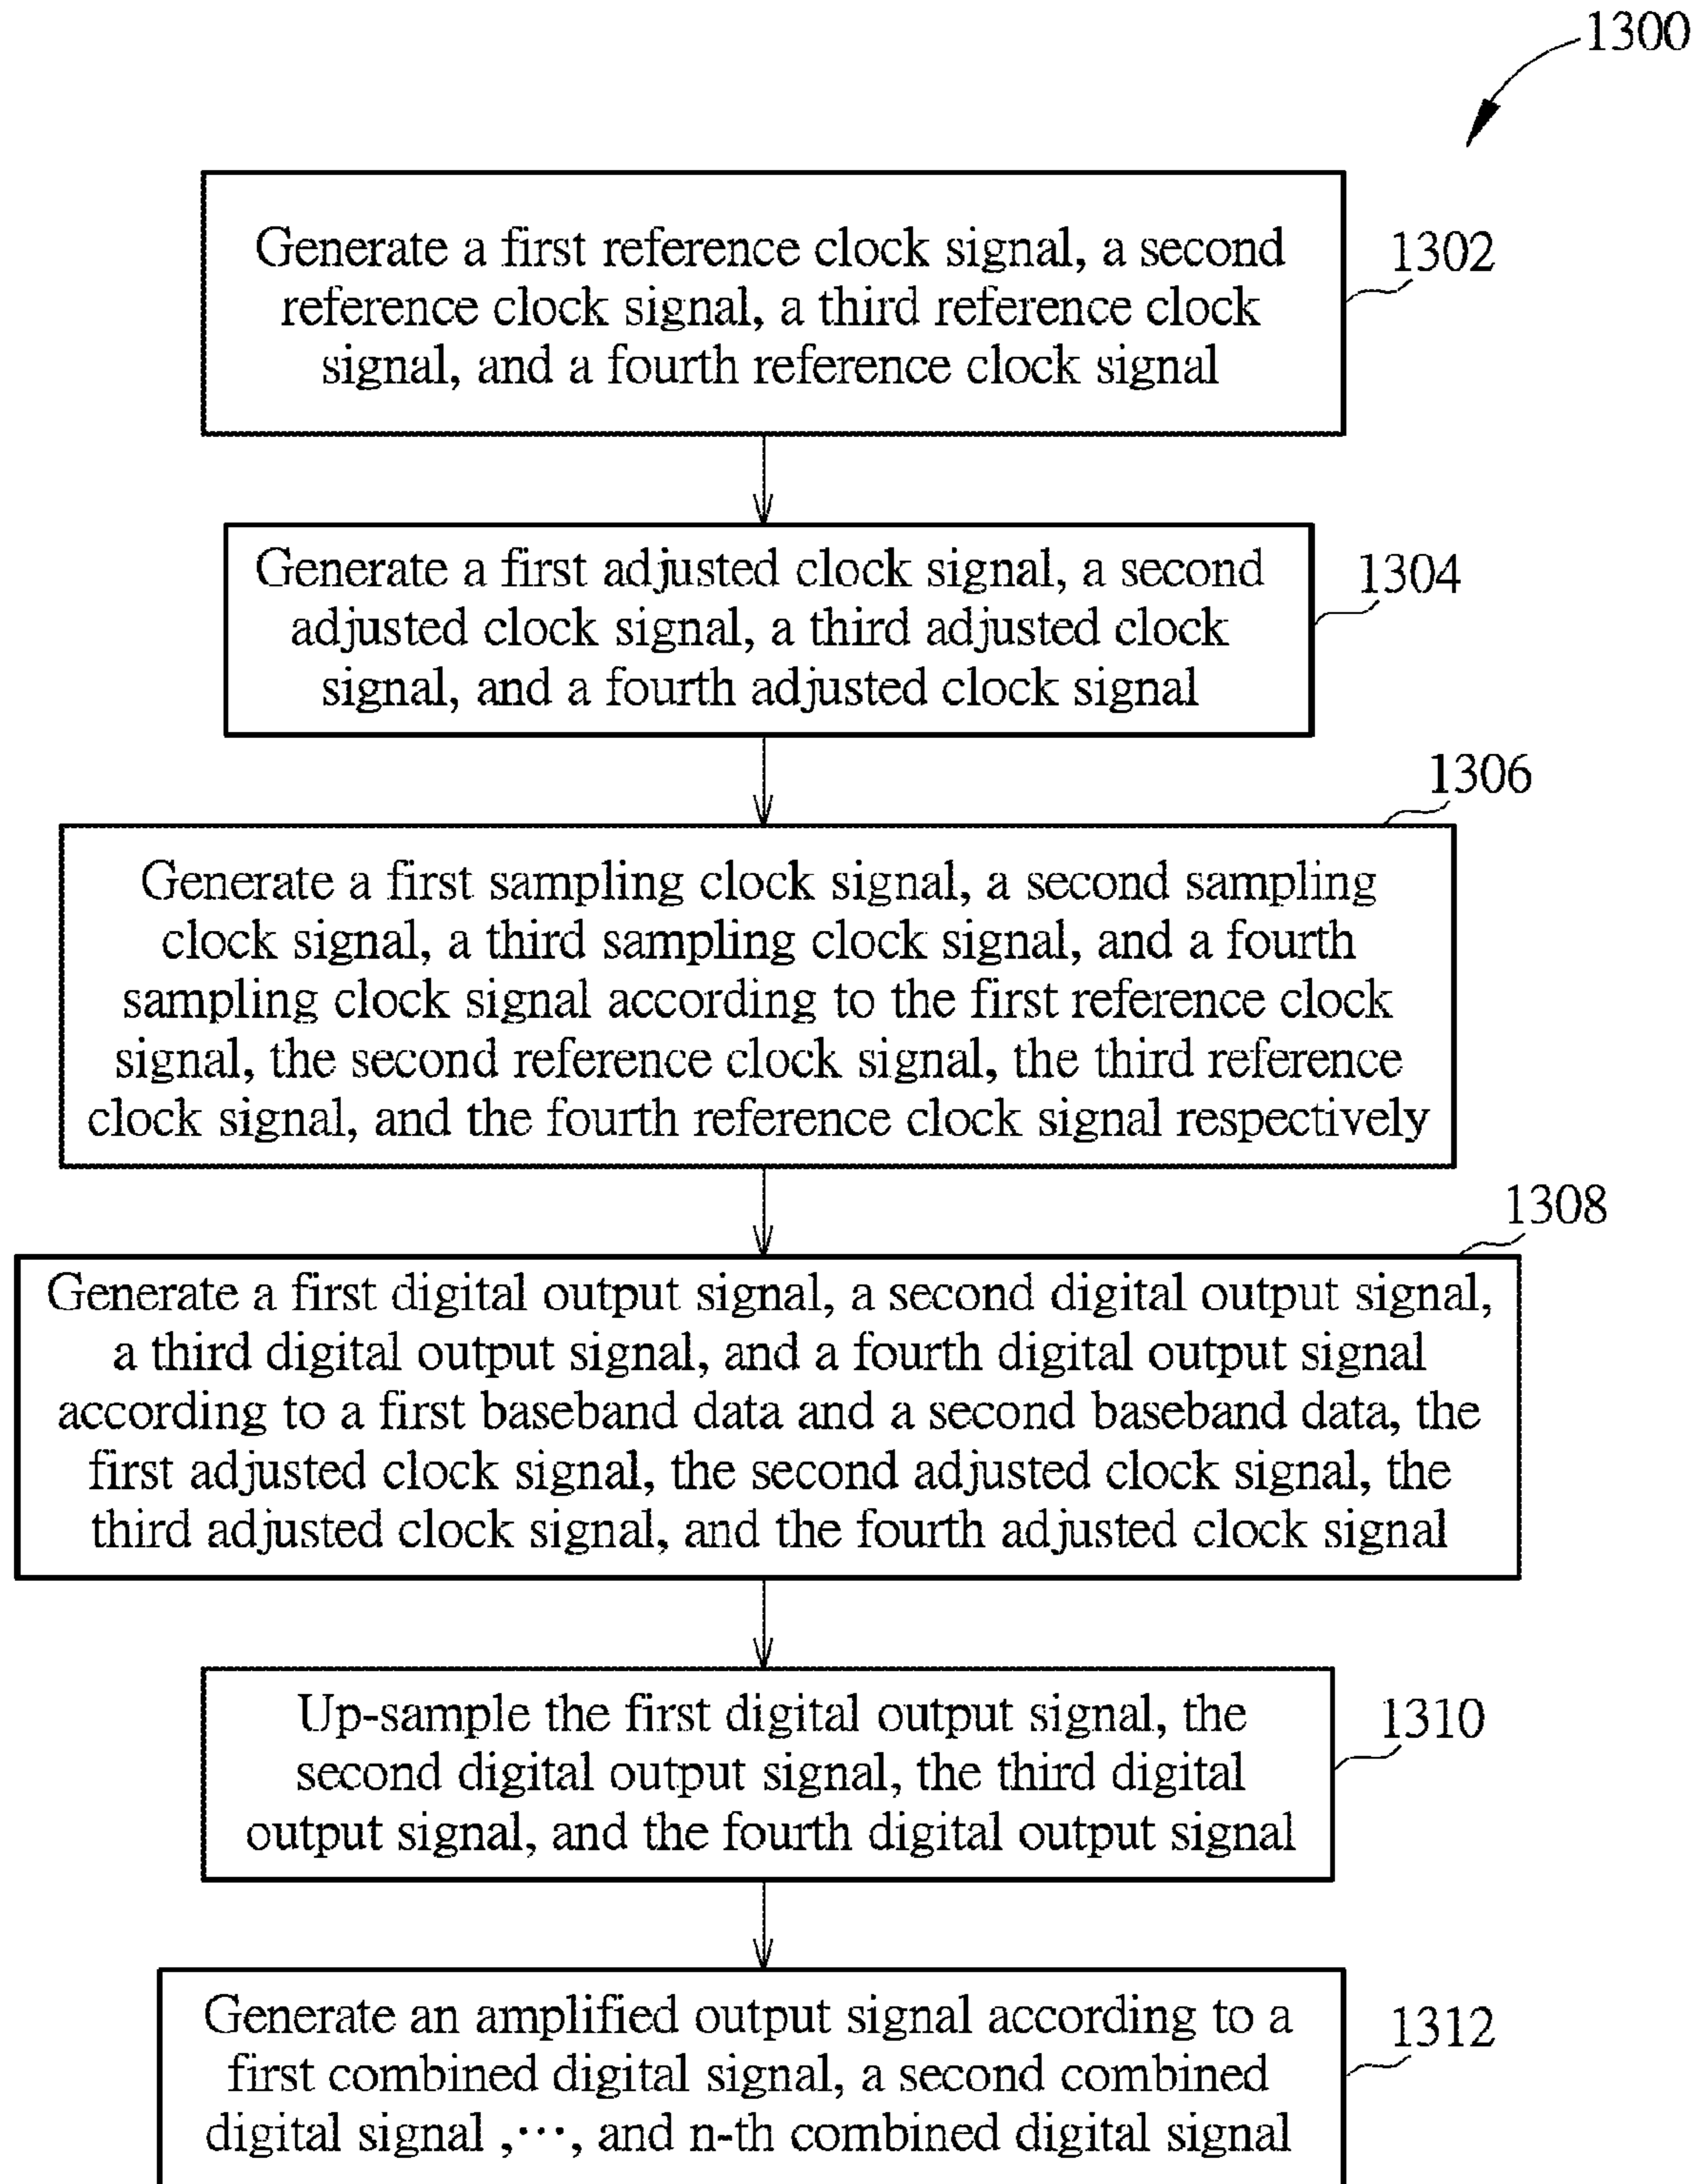 1300
Generate a first reference clock signal, a second
reference clock signal, a third reference clock
signal, and a fourth reference clock signal
1302
Generate a first adjusted clock signal, a second
adjusted clock signal, a third adjusted clock
signal, and a fourth adjusted clock signal
1304
1306
Generate a first sampling clock signal, a second sampling
clock signal, a third sampling clock signal, and a fourth
sampling clock signal according to the first reference clock
signal, the second reference clock signal, the third reference
clock signal, and the fourth reference clock signal respectively
1308
Generate a first digital output signal, a second digital output signal,
a third digital output signal, and a fourth digital output signal
according to a first baseband data and a second baseband data, the
first adjusted clock signal, the second adjusted clock signal, the
third adjusted clock signal, and the fourth adjusted clock signal
Up-sample the first digital output signal, the
second digital output signal, the third digital
output signal, and the fourth digital output signal
1310
Generate an amplified output signal according to a
first combined digital signal, a second combined
digital signal ,⋯, and n-th combined digital signal
1312